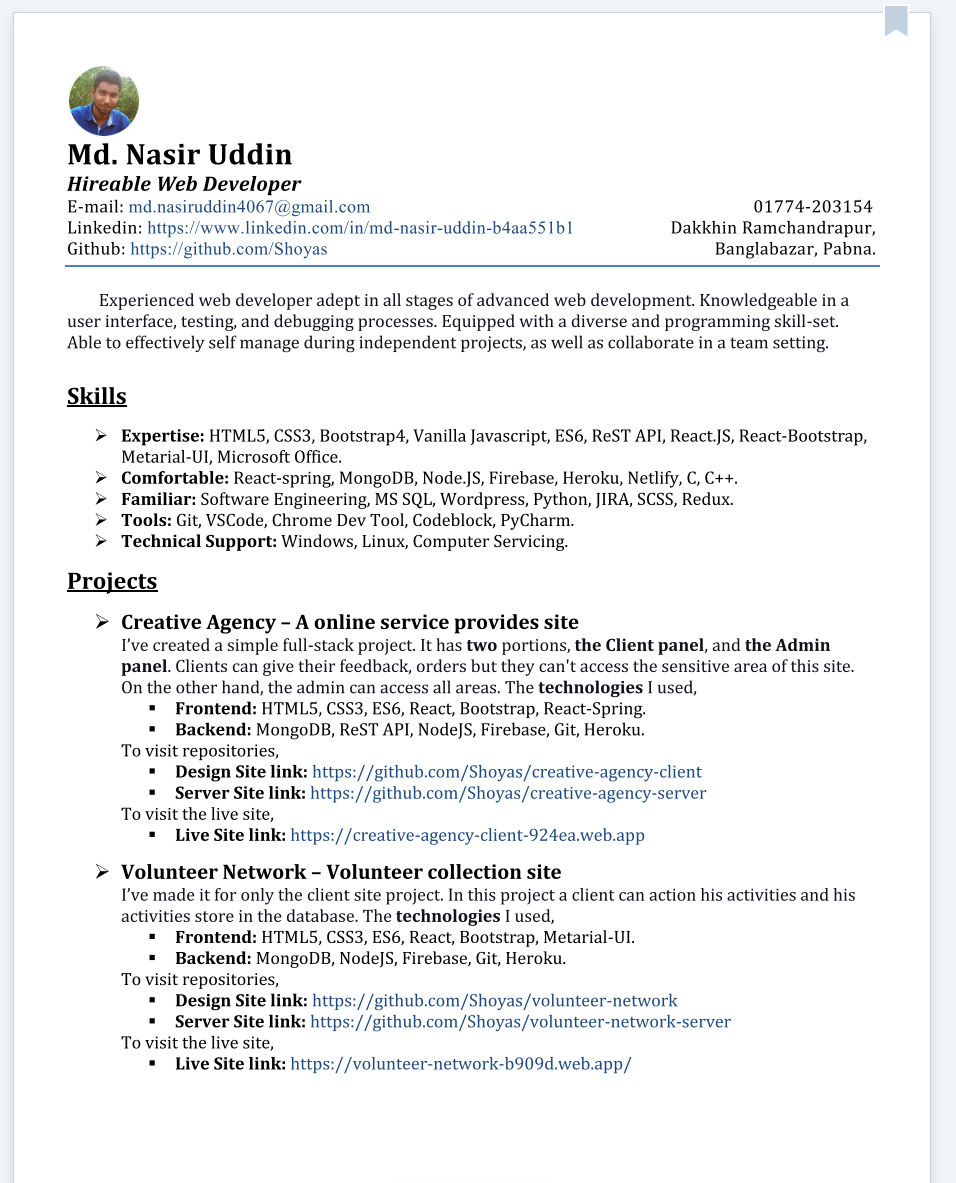 Md. Nasir Uddin
Hireable Web Developer
E-mail: md.nasiruddin4067@gmail.com 01774-203154
Linkedin: https://www.linkedin.com/in/md-nasir-uddin-b4aa551b1 Dakkhin Ramchandrapur,
Github: https://github.com/Shoyas Banglabazar, Pabna.
Experienced web developer adept in all stages of advanced web development. Knowledgeable in a
user interface, testing, and debugging processes. Equipped with a diverse and programming skill-set.
Able to effectively self manage during independent projects, as well as collaborate in a team setting.
Skills
➢ Expertise: HTML5, CSS3, Bootstrap4, Vanilla Javascript, ES6, ReST API, React.JS, React-Bootstrap,
Metarial-UI, Microsoft Office.
➢ Comfortable: React-spring, MongoDB, Node.JS, Firebase, Heroku, Netlify, C, C++.
➢ Familiar: Software Engineering, MS SQL, Wordpress, Python, JIRA, SCSS, Redux.
➢ Tools: Git, VSCode, Chrome Dev Tool, Codeblock, PyCharm.
➢ Technical Support: Windows, Linux, Computer Servicing.
Projects
➢ Creative Agency – A online service provides site
I’ve created a simple full-stack project. It has two portions, the Client panel, and the Admin
panel. Clients can give their feedback, orders but they can't access the sensitive area of this site.
On the other hand, the admin can access all areas. The technologies I used,
▪ Frontend: HTML5, CSS3, ES6, React, Bootstrap, React-Spring.
▪ Backend: MongoDB, ReST API, NodeJS, Firebase, Git, Heroku.
To visit repositories,
▪ Design Site link: https://github.com/Shoyas/creative-agency-client
▪ Server Site link: https://github.com/Shoyas/creative-agency-server
To visit the live site,
▪ Live Site link: https://creative-agency-client-924ea.web.app
➢ Volunteer Network – Volunteer collection site
I’ve made it for only the client site project. In this project a client can action his activities and his
activities store in the database. The technologies I used,
▪ Frontend: HTML5, CSS3, ES6, React, Bootstrap, Metarial-UI.
▪ Backend: MongoDB, NodeJS, Firebase, Git, Heroku.
To visit repositories,
▪ Design Site link: https://github.com/Shoyas/volunteer-network
▪ Server Site link: https://github.com/Shoyas/volunteer-network-server
To visit the live site,
▪ Live Site link: https://volunteer-network-b909d.web.app/